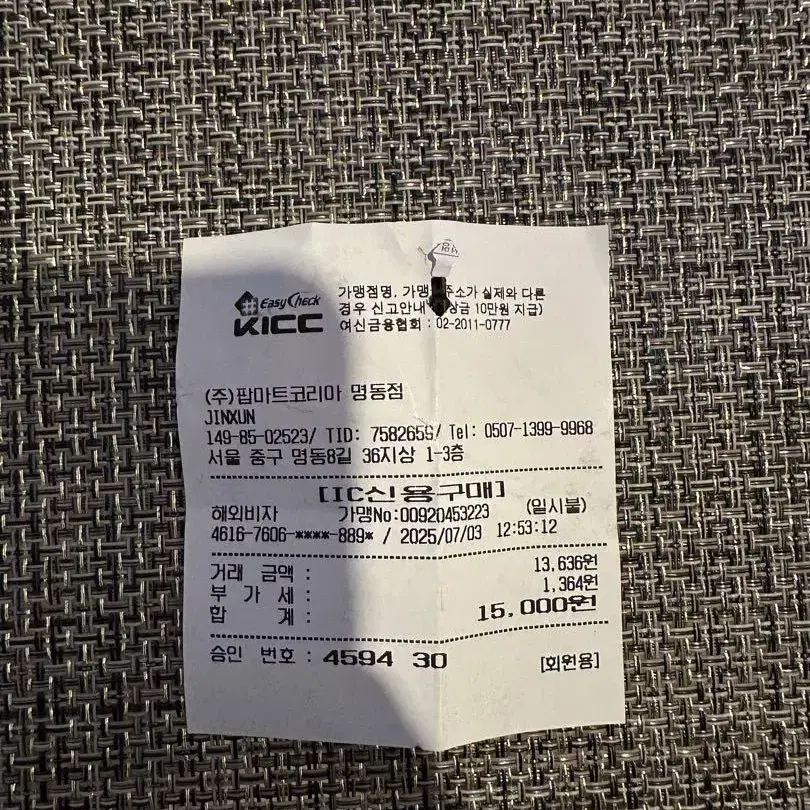 EasyCheck
KICC
가맹점명, 가맹 주소가 실제와 다른
경우 신고안내 상금 10만원 지급)
여신금융협회 : 02-2011-0777
(주)팝마트코리아 명동점
JINXUN
149-85-02523/ TID: 7582659/ Tel: 0507-1399-9968
서울 중구 명동8길 36지상 1-3층
[IC신용구매]
해외비자 가맹No:00920453223 (일시불)
4616-7606-****-889* / 2025/07/03 12:53:12
거래 금액 : 13,636원
부 가 세 : 1,364원
합 계 : 15,000원
승인 번호 : 4594 30 [회원용]